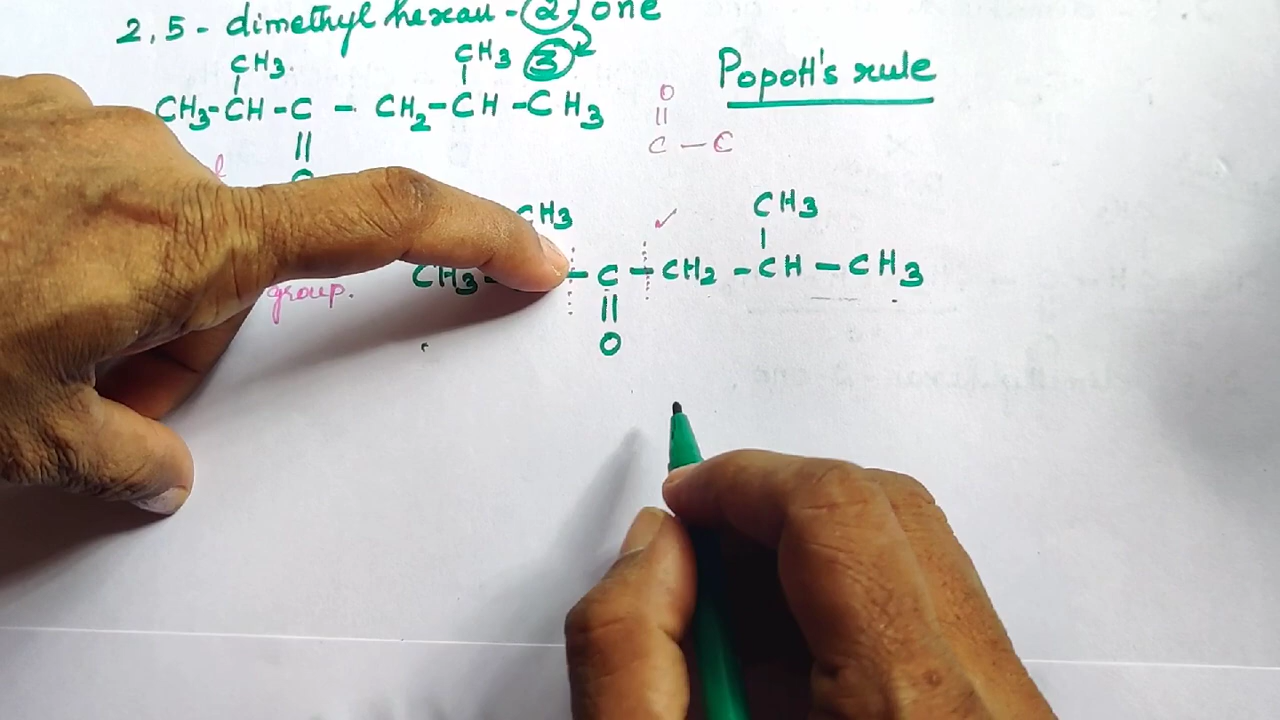 2,5 - dimethyl hexan - 2 - one
3
CH3 CH3
CH3-CH-C - CH2-CH-CH3
||
Popoff's rule
O
||
C-C
CH3 ✓ CH3
|
CH3- -C-CH2-CH-CH3
||
O
group.